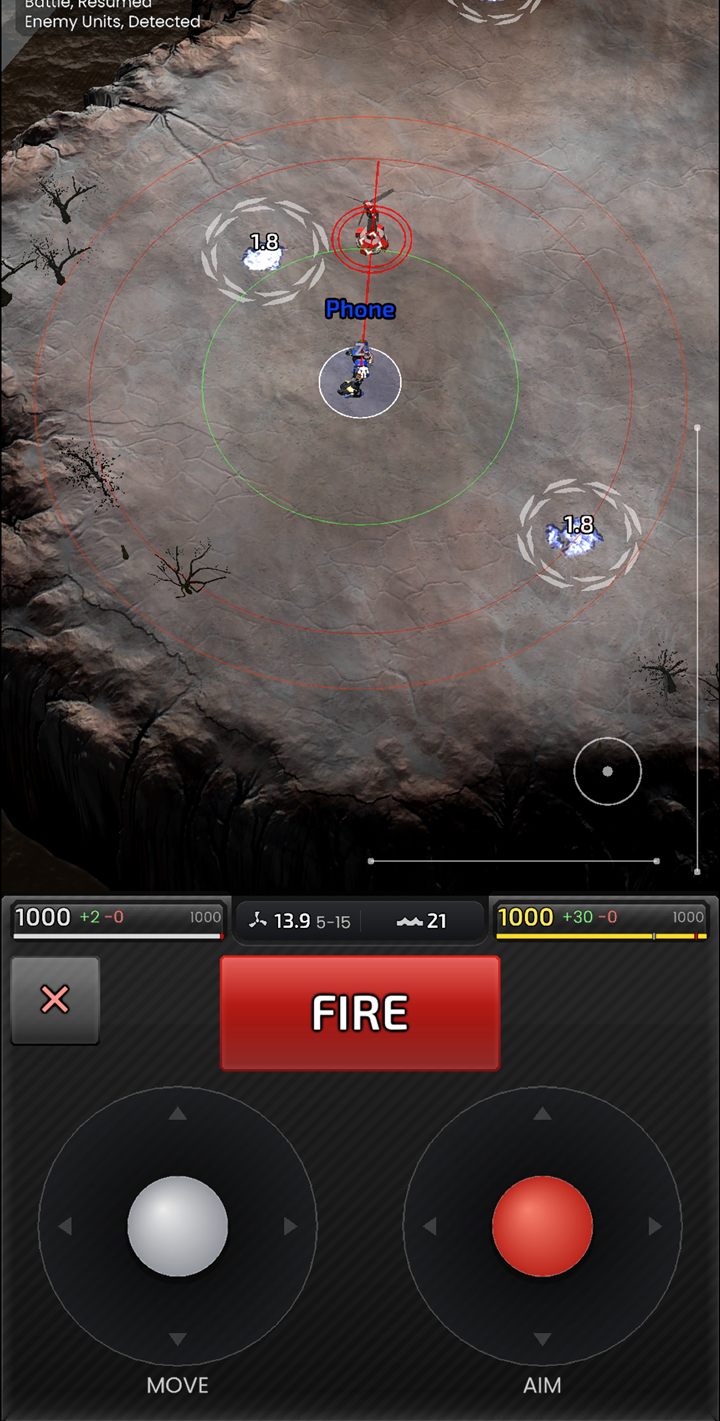 Battle, Resumed
Enemy Units, Detected
1.8
Phone
1.8
1000 +2 -0 1000
13.9 5-15
21
1000 +30 -0 1000
FIRE
MOVE
AIM